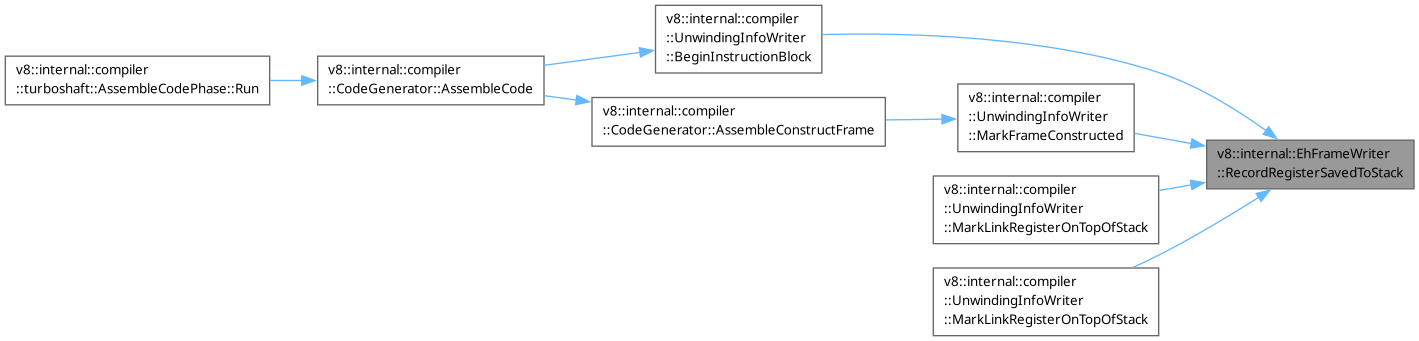 v8::internal::compiler
::turboshaft::AssembleCodePhase::Run
v8::internal::compiler
::CodeGenerator::AssembleCode
v8::internal::compiler
::UnwindingInfoWriter
::BeginInstructionBlock
v8::internal::compiler
::CodeGenerator::AssembleConstructFrame
v8::internal::compiler
::UnwindingInfoWriter
::MarkFrameConstructed
v8::internal::compiler
::UnwindingInfoWriter
::MarkLinkRegisterOnTopOfStack
v8::internal::compiler
::UnwindingInfoWriter
::MarkLinkRegisterOnTopOfStack
v8::internal::EhFrameWriter
::RecordRegisterSavedToStack